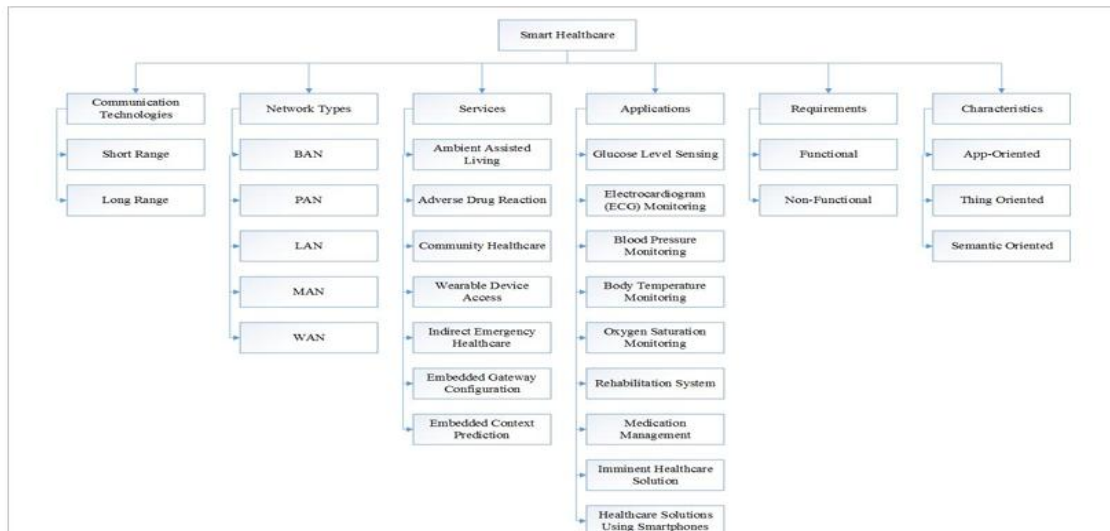 Smart Healthcare
Communication
Technologies
Short Range
Long Range
Network Types
BAN
PAN
LAN
MAN
WAN
Services
Ambient Assisted
Living
Adverse Drug Reaction
Community Healthcare
Wearable Device
Access
Indirect Emergency
Healthcare
Embedded Gateway
Configuration
Embedded Context
Prediction
Applications
Glucose Level Sensing
Electrocardiogram
(ECG) Monitoring
Blood Pressure
Monitoring
Body Temperature
Monitoring
Oxygen Saturation
Monitoring
Rehabilitation System
Medication
Management
Imminent Healthcare
Solution
Healthcare Solutions
Using Smartphones
Requirements
Functional
Non-Functional
Characteristics
App-Oriented
Thing Oriented
Semantic Oriented